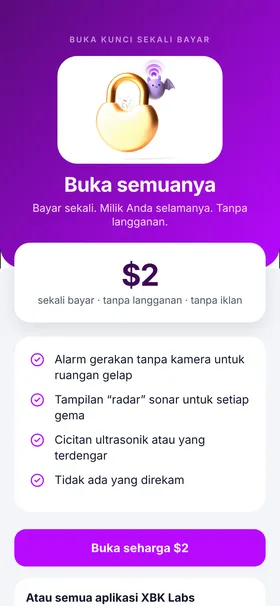 BUKA KUNCI SEKALI BAYAR
Buka semuanya
Bayar sekali. Milik Anda selamanya. Tanpa
langganan.
$2
sekali bayar · tanpa langganan · tanpa iklan
Alarm gerakan tanpa kamera untuk
ruangan gelap
Tampilan “radar” sonar untuk setiap
gema
Cicitan ultrasonik atau yang
terdengar
Tidak ada yang direkam
Buka seharga $2
Atau semua aplikasi XBK Labs